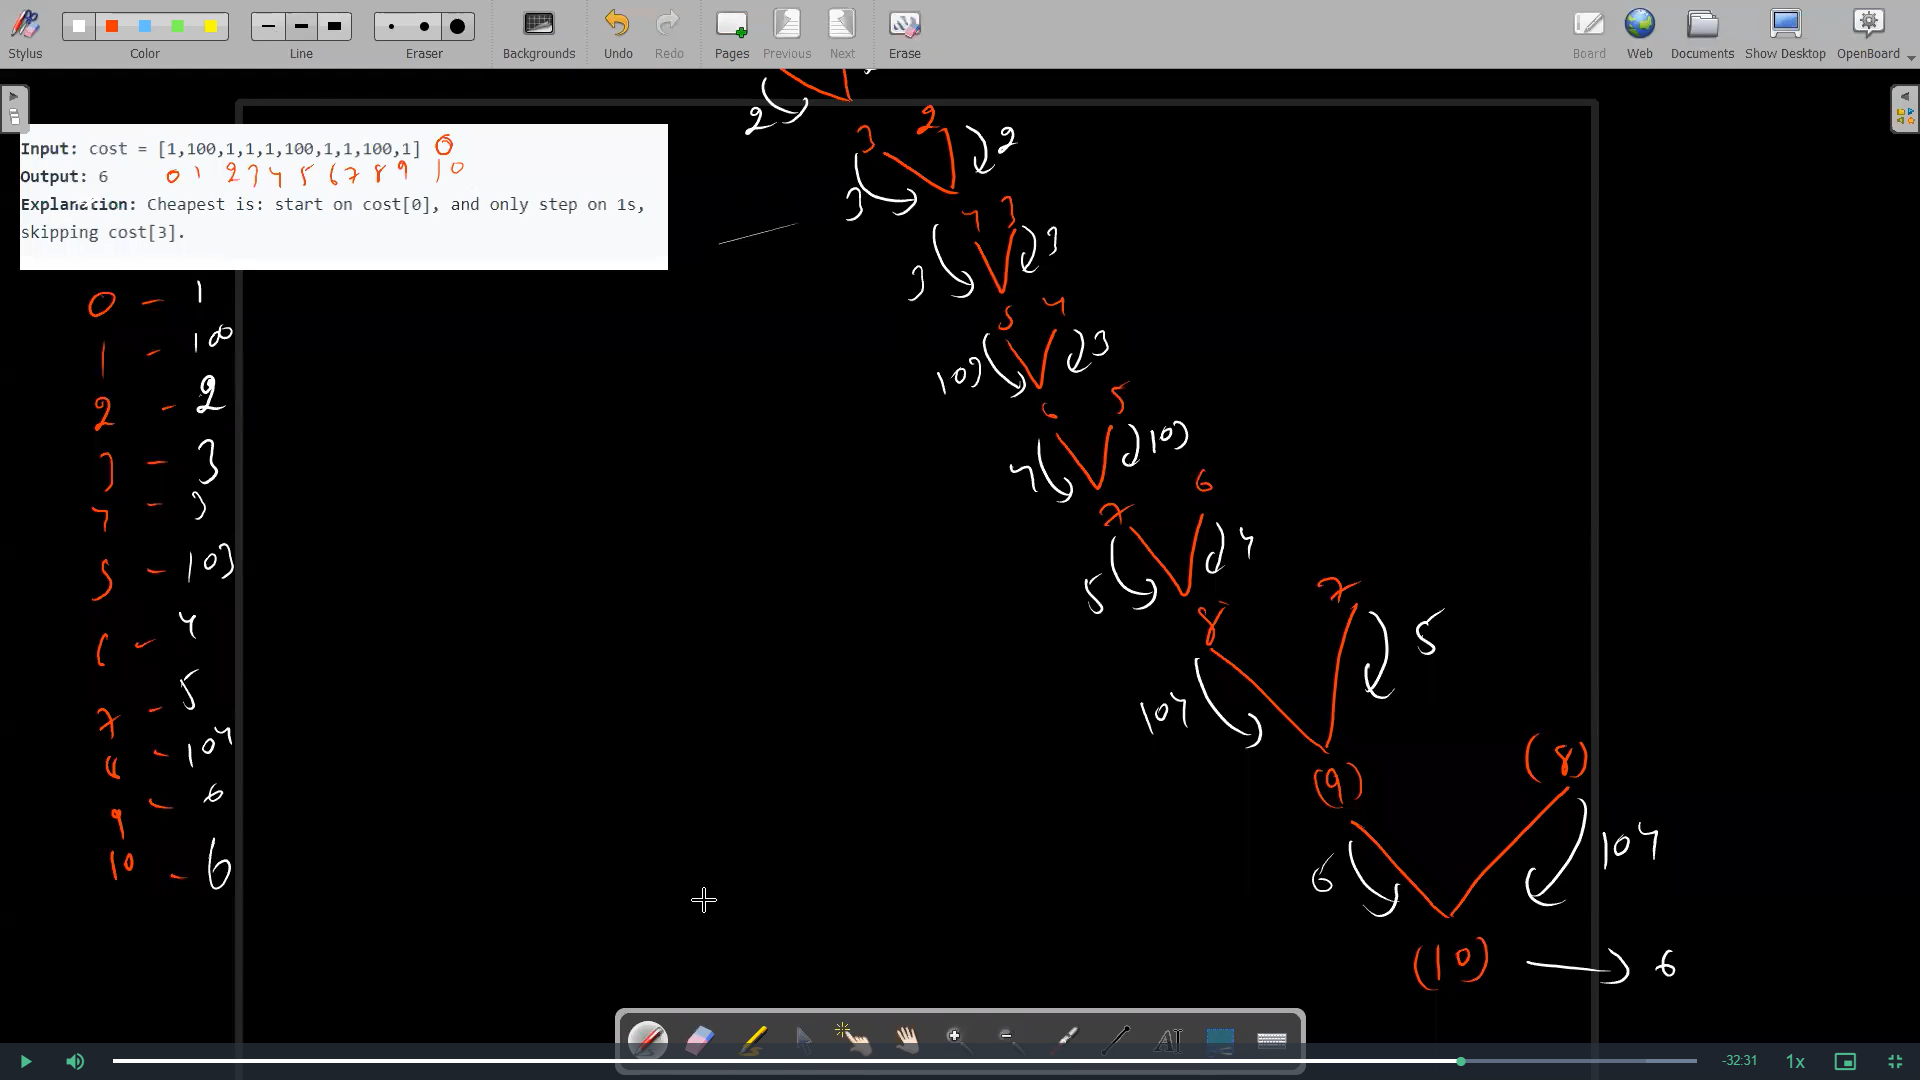 Stylus
Color
Line
Eraser
Backgrounds
Undo
Redo
Pages
Previous
Next
Erase
Board
Web
Documents
Show Desktop
OpenBoard
Input: cost = [1,100,1,1,1,100,1,1,100,1] 0
Output: 6 0 1 2 3 4 5 6 7 8 9 10
Explanation: Cheapest is: start on cost[0], and only step on 1s,
skipping cost[3].
0 - 1
1 - 100
2 - 2
3 - 3
4 - 3
5 - 103
6 - 4
7 - 5
8 - 104
9 - 6
10 - 6
2
3 2
3 2
4 3
3 3
5 4
103 3
6 5
4 103
7 6
5 4
8 7
104 5
(9) (8)
6 104
(10) → 6
-32:31
1x